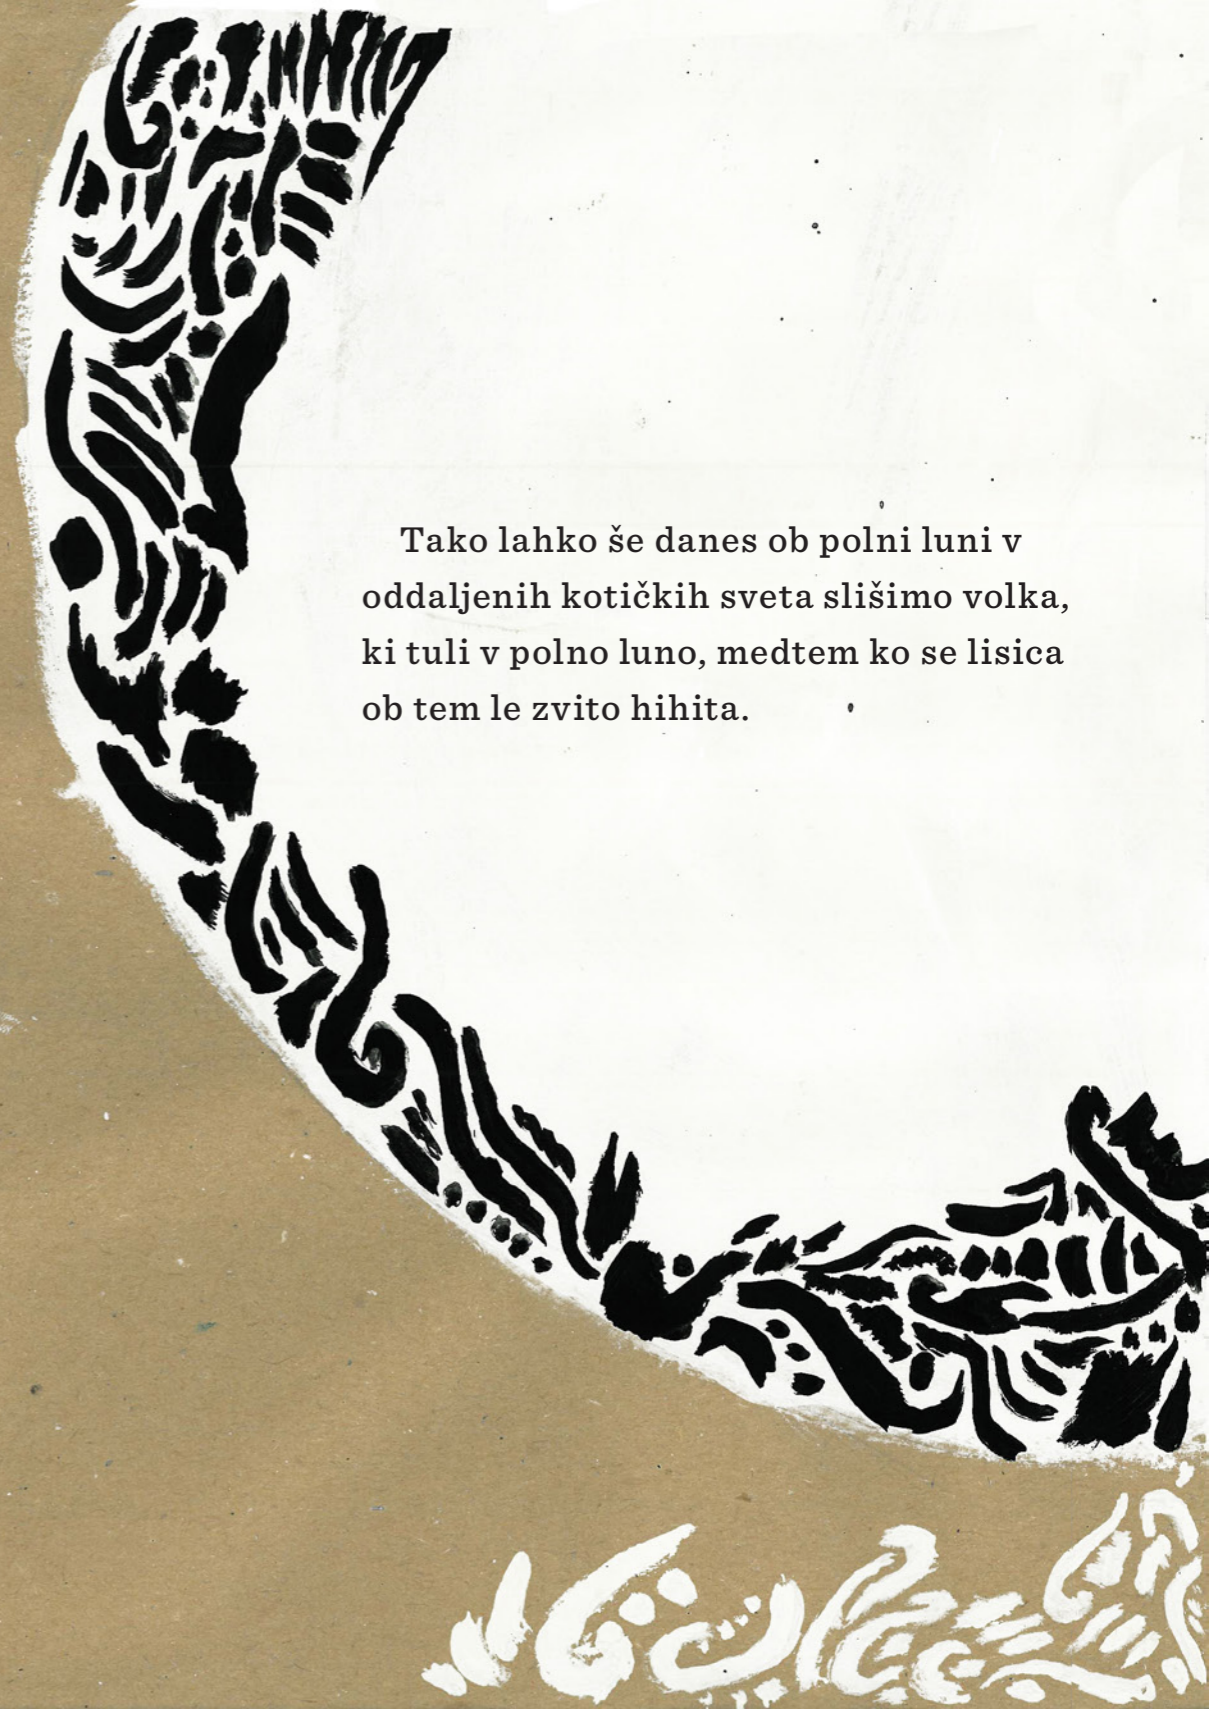 Tako lahko še danes ob polni luni v
oddaljenih kotičkih sveta slišimo volka,
ki tuli v polno luno, medtem ko se lisica
ob tem le zvito hihita.